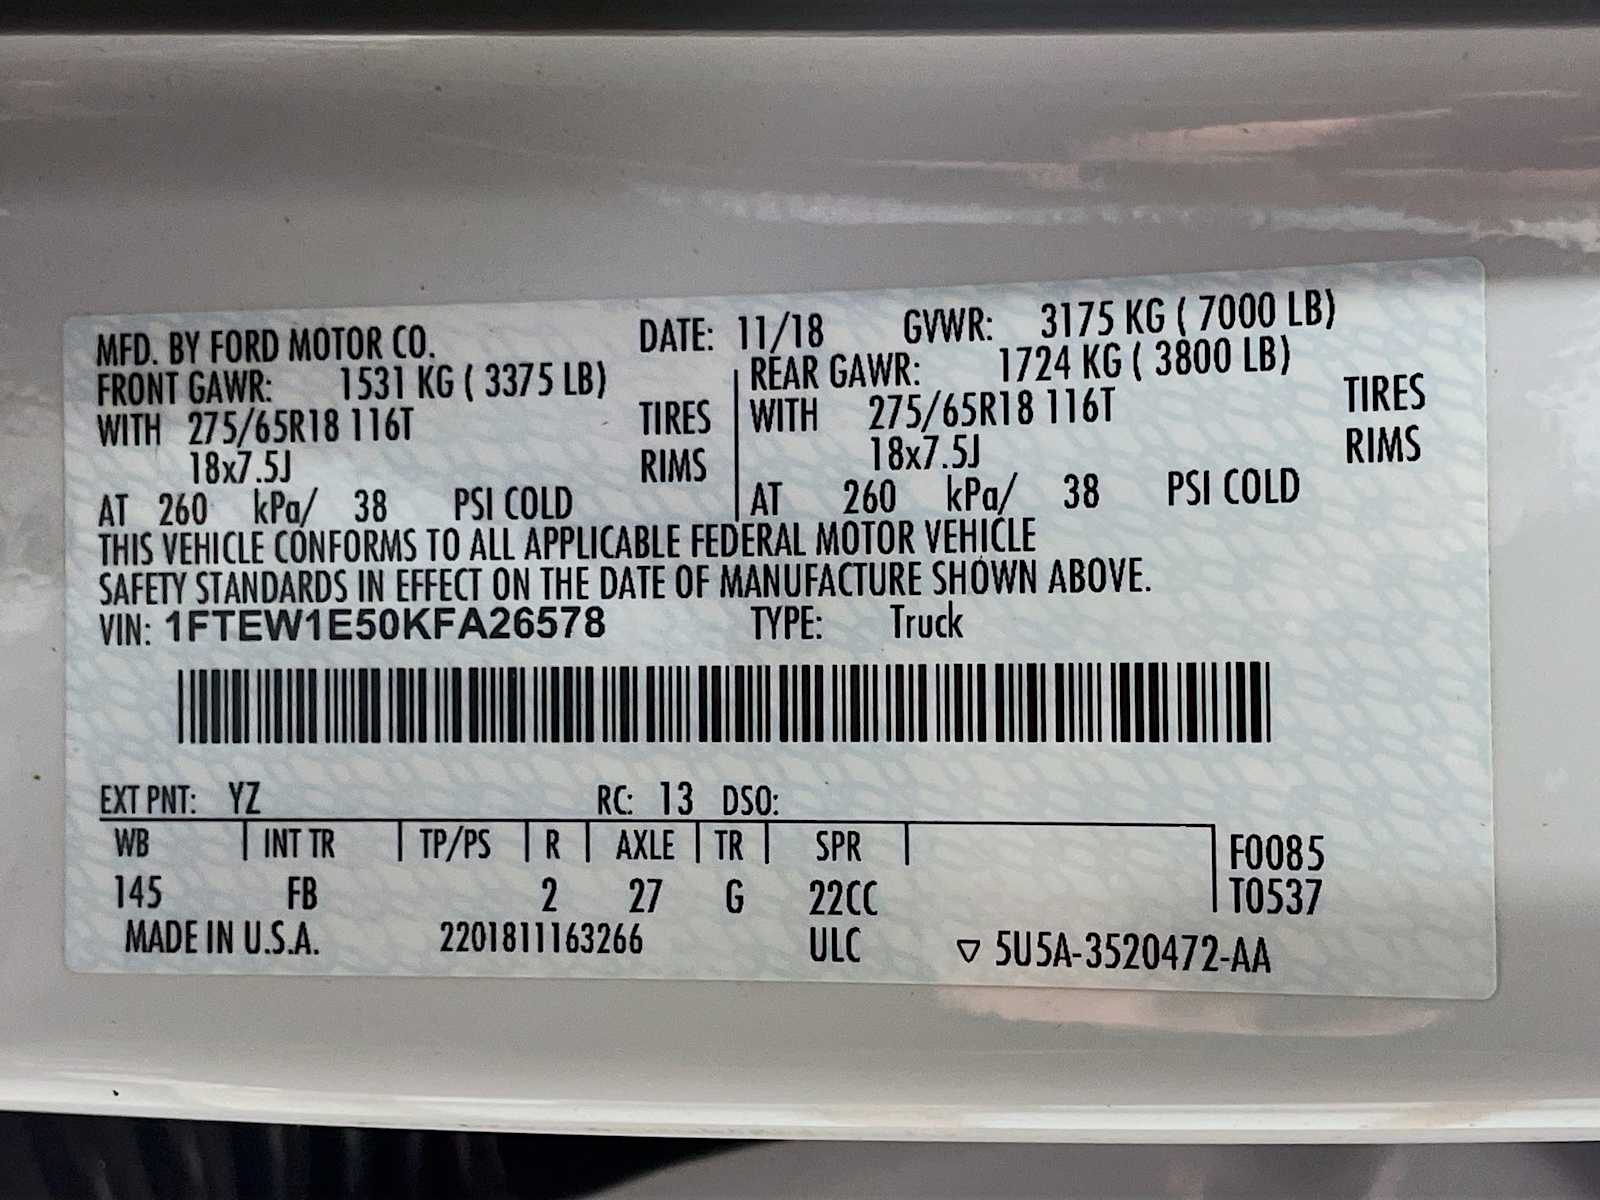 MFD. BY FORD MOTOR CO. DATE: 11/18 GVWR: 3175 KG ( 7000 LB)
FRONT GAWR: 1531 KG ( 3375 LB) REAR GAWR: 1724 KG ( 3800 LB)
WITH 275/65R18 116T TIRES WITH 275/65R18 116T TIRES
18x7.5J RIMS 18x7.5J RIMS
AT 260 kPa/ 38 PSI COLD AT 260 kPa/ 38 PSI COLD
THIS VEHICLE CONFORMS TO ALL APPLICABLE FEDERAL MOTOR VEHICLE
SAFETY STANDARDS IN EFFECT ON THE DATE OF MANUFACTURE SHOWN ABOVE.
VIN: 1FTEW1E50KFA26578 TYPE: Truck
EXT PNT: YZ RC: 13 DSO:
WB INT TR TP/PS R AXLE TR SPR F0085
145 FB 2 27 G 22CC T0537
MADE IN U.S.A. 2201811163266 ULC ▽ 5U5A-3520472-AA